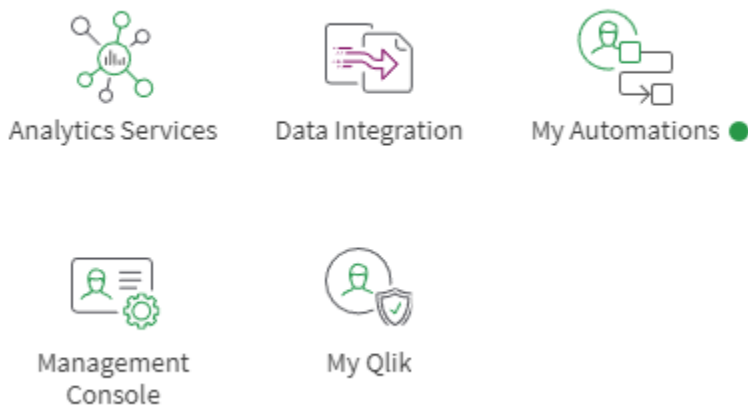 Analytics Services
Data Integration
My Automations
Management
Console
My Qlik